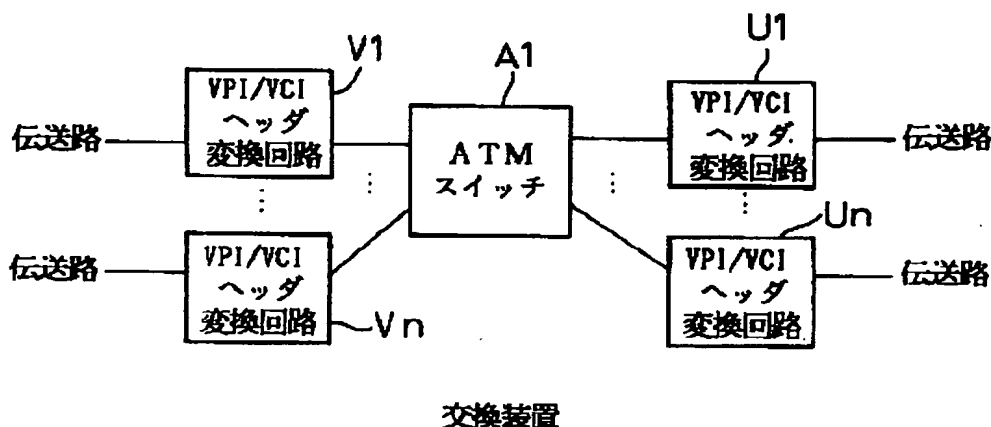 V1
VPI/VCI
ヘッダ
変換回路
伝送路
A1
ATM
スイッチ
U1
VPI/VCI
ヘッダ
変換回路
伝送路
伝送路
VPI/VCI
ヘッダ
変換回路
Vn
Un
VPI/VCI
ヘッダ
変換回路
伝送路
交換装置